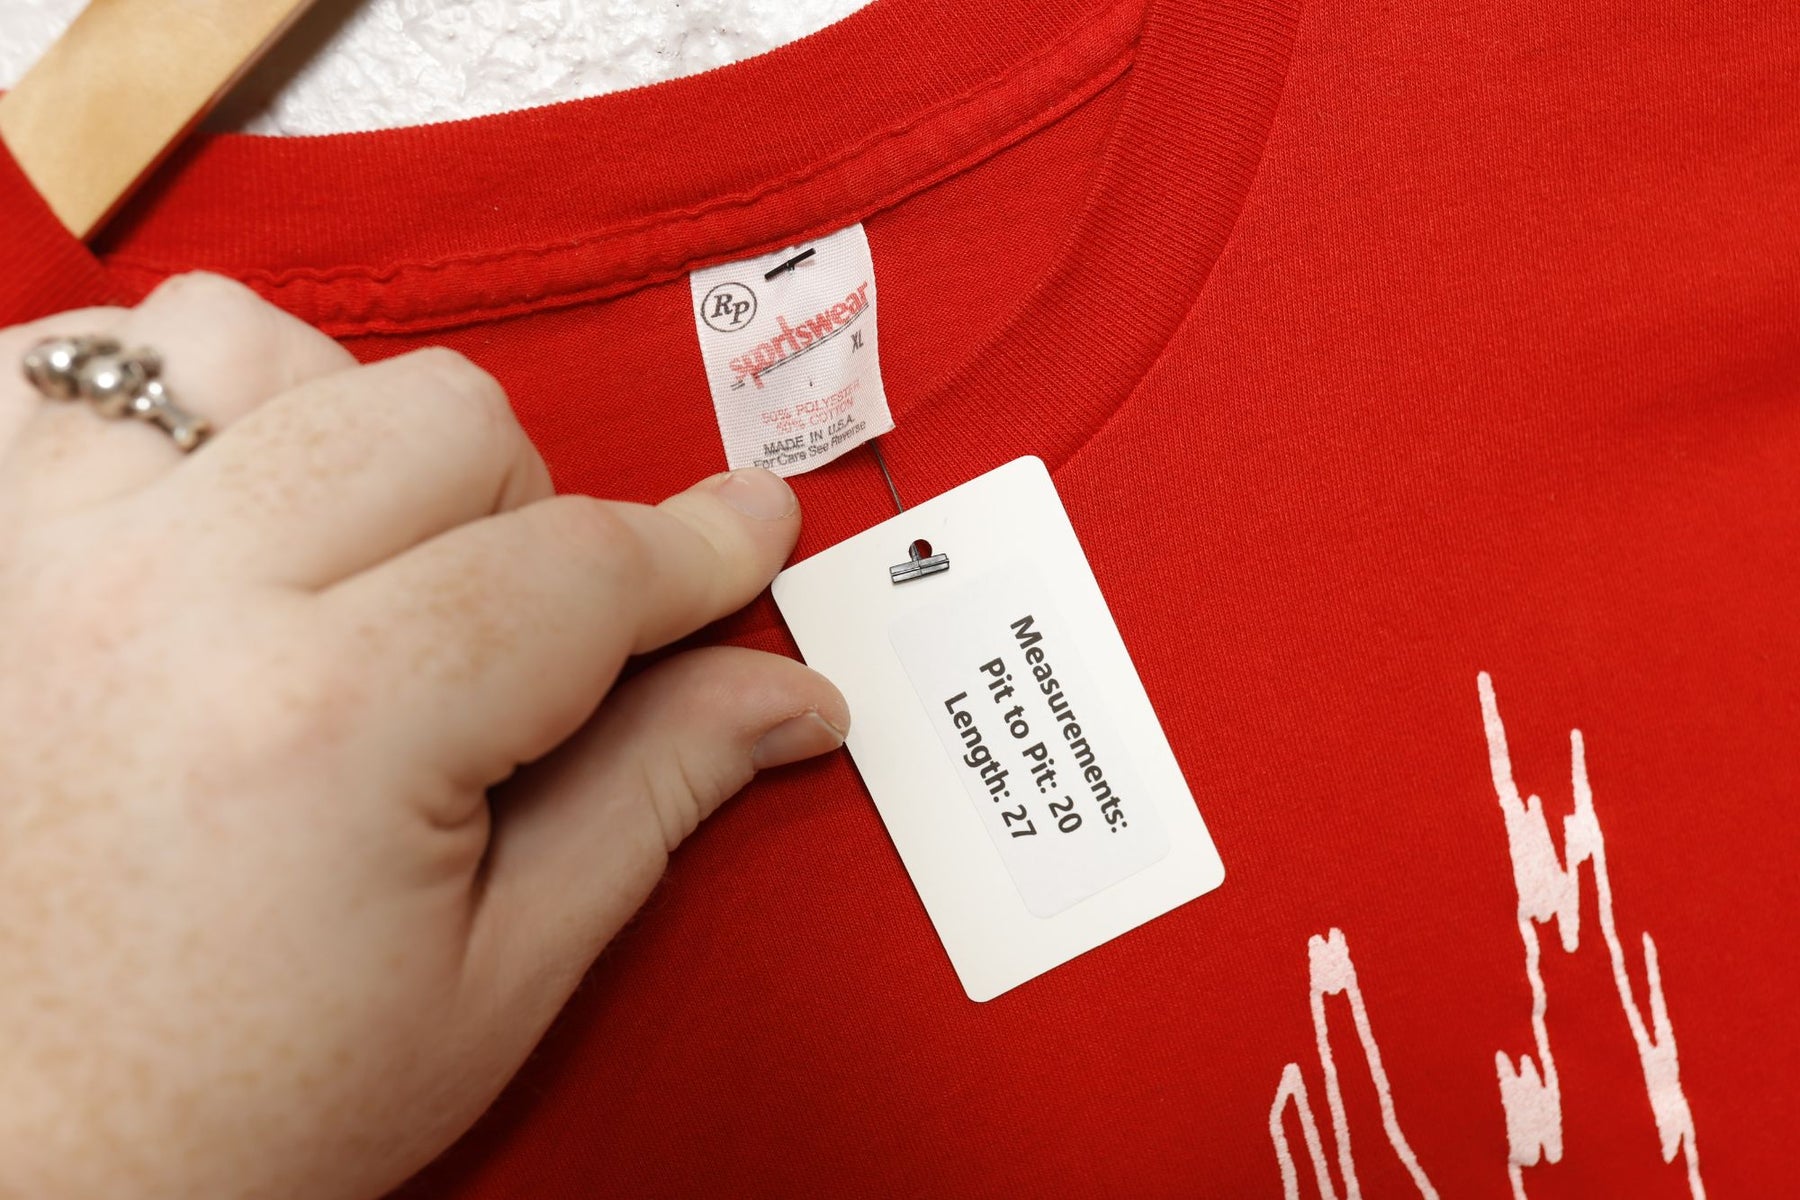 RP
sportswear
XL
50% POLYESTER
50% COTTON
MADE IN U.S.A.
For Care See Reverse
Measurements:
Pit to Pit: 20
Length: 27